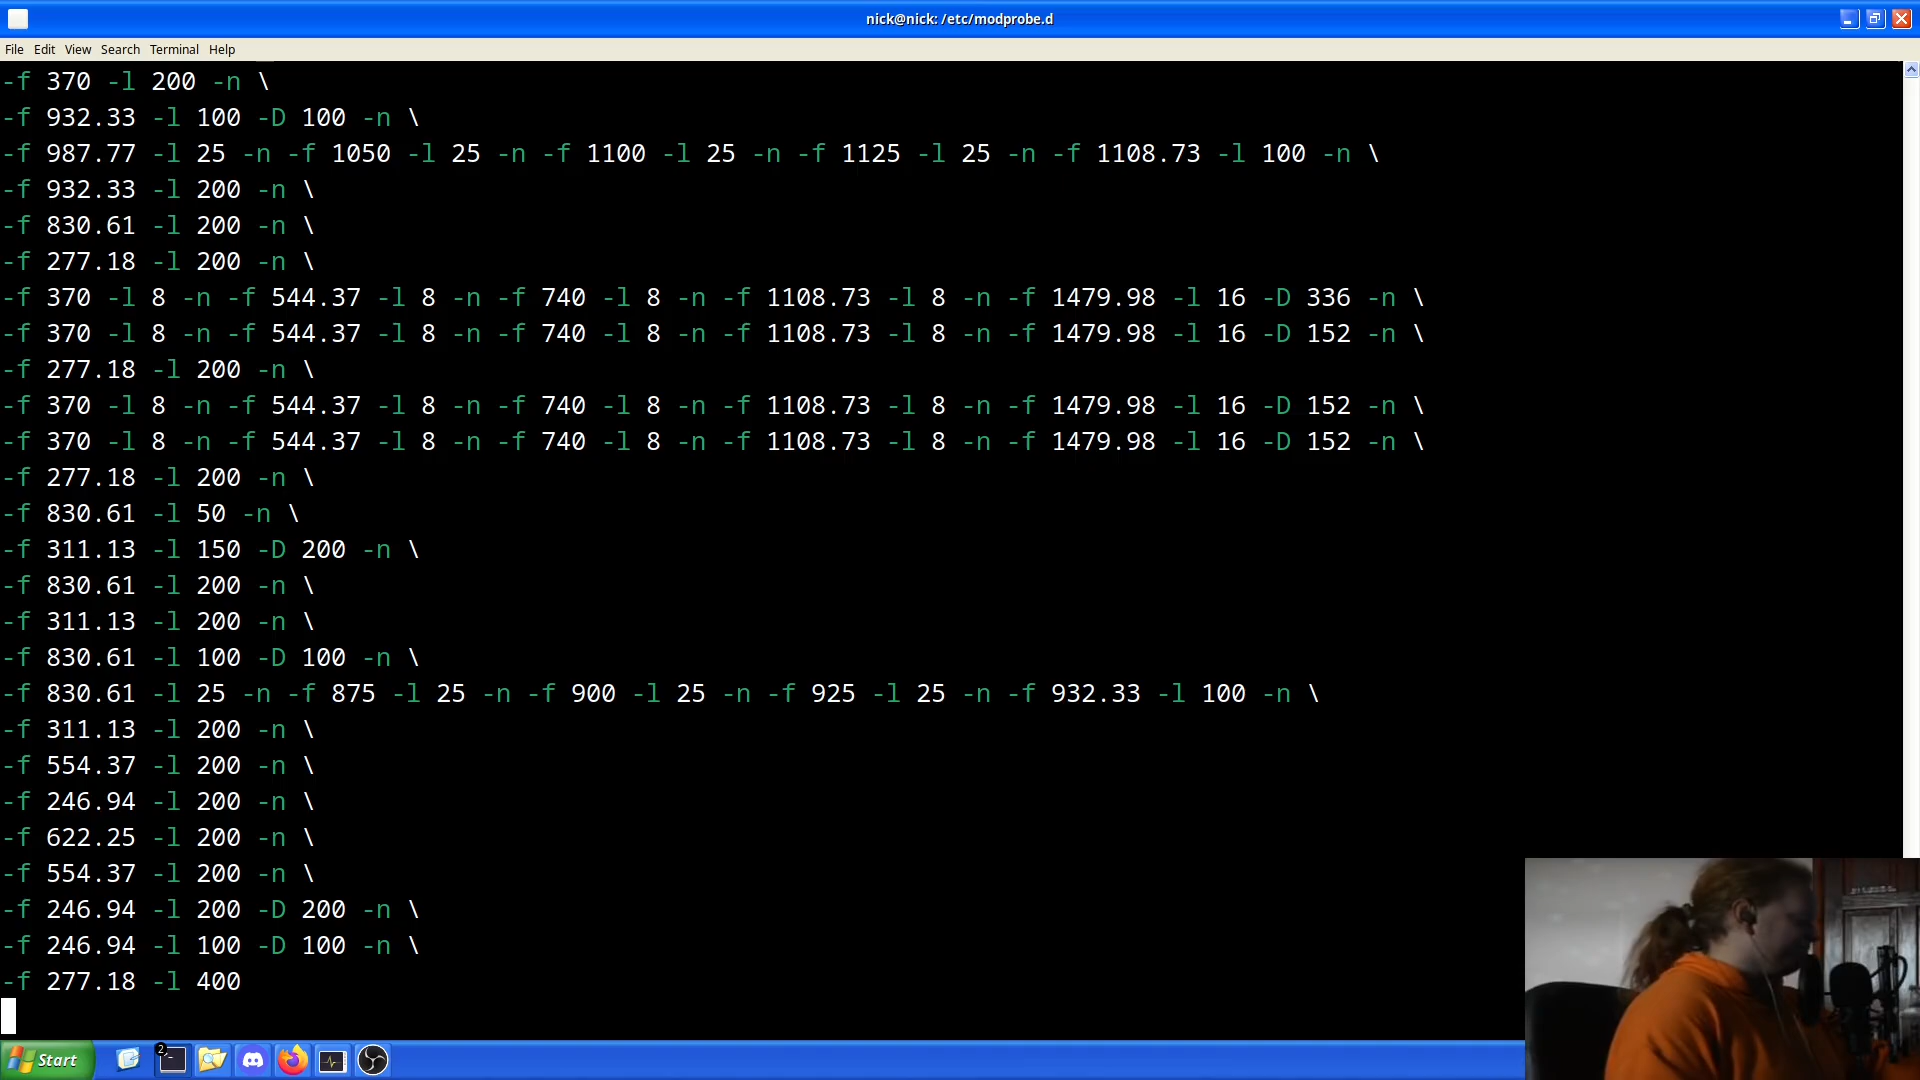 nick@nick: /etc/modprobe.d
File Edit View Search Terminal Help
-f 370 -l 200 -n \
-f 932.33 -l 100 -D 100 -n \
-f 987.77 -l 25 -n -f 1050 -l 25 -n -f 1100 -l 25 -n -f 1125 -l 25 -n -f 1108.73 -l 100 -n \
-f 932.33 -l 200 -n \
-f 830.61 -l 200 -n \
-f 277.18 -l 200 -n \
-f 370 -l 8 -n -f 544.37 -l 8 -n -f 740 -l 8 -n -f 1108.73 -l 8 -n -f 1479.98 -l 16 -D 336 -n \
-f 370 -l 8 -n -f 544.37 -l 8 -n -f 740 -l 8 -n -f 1108.73 -l 8 -n -f 1479.98 -l 16 -D 152 -n \
-f 277.18 -l 200 -n \
-f 370 -l 8 -n -f 544.37 -l 8 -n -f 740 -l 8 -n -f 1108.73 -l 8 -n -f 1479.98 -l 16 -D 152 -n \
-f 370 -l 8 -n -f 544.37 -l 8 -n -f 740 -l 8 -n -f 1108.73 -l 8 -n -f 1479.98 -l 16 -D 152 -n \
-f 277.18 -l 200 -n \
-f 830.61 -l 50 -n \
-f 311.13 -l 150 -D 200 -n \
-f 830.61 -l 200 -n \
-f 311.13 -l 200 -n \
-f 830.61 -l 100 -D 100 -n \
-f 830.61 -l 25 -n -f 875 -l 25 -n -f 900 -l 25 -n -f 925 -l 25 -n -f 932.33 -l 100 -n \
-f 311.13 -l 200 -n \
-f 554.37 -l 200 -n \
-f 246.94 -l 200 -n \
-f 622.25 -l 200 -n \
-f 554.37 -l 200 -n \
-f 246.94 -l 200 -D 200 -n \
-f 246.94 -l 100 -D 100 -n \
-f 277.18 -l 400
Start
2